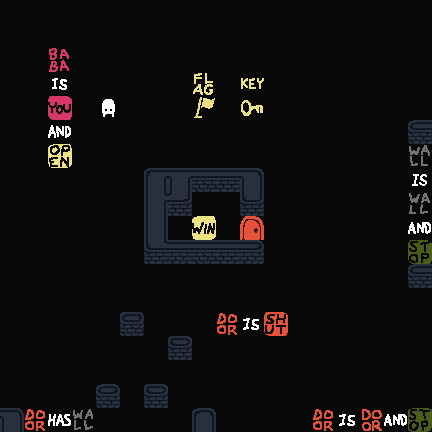 BABA
IS
YOU
AND
OPEN
FLAG KEY
WALL
IS
WALL
AND
STOP
WIN
DOOR IS SHUT
DOOR HAS WALL
DOOR IS DOOR AND STOP